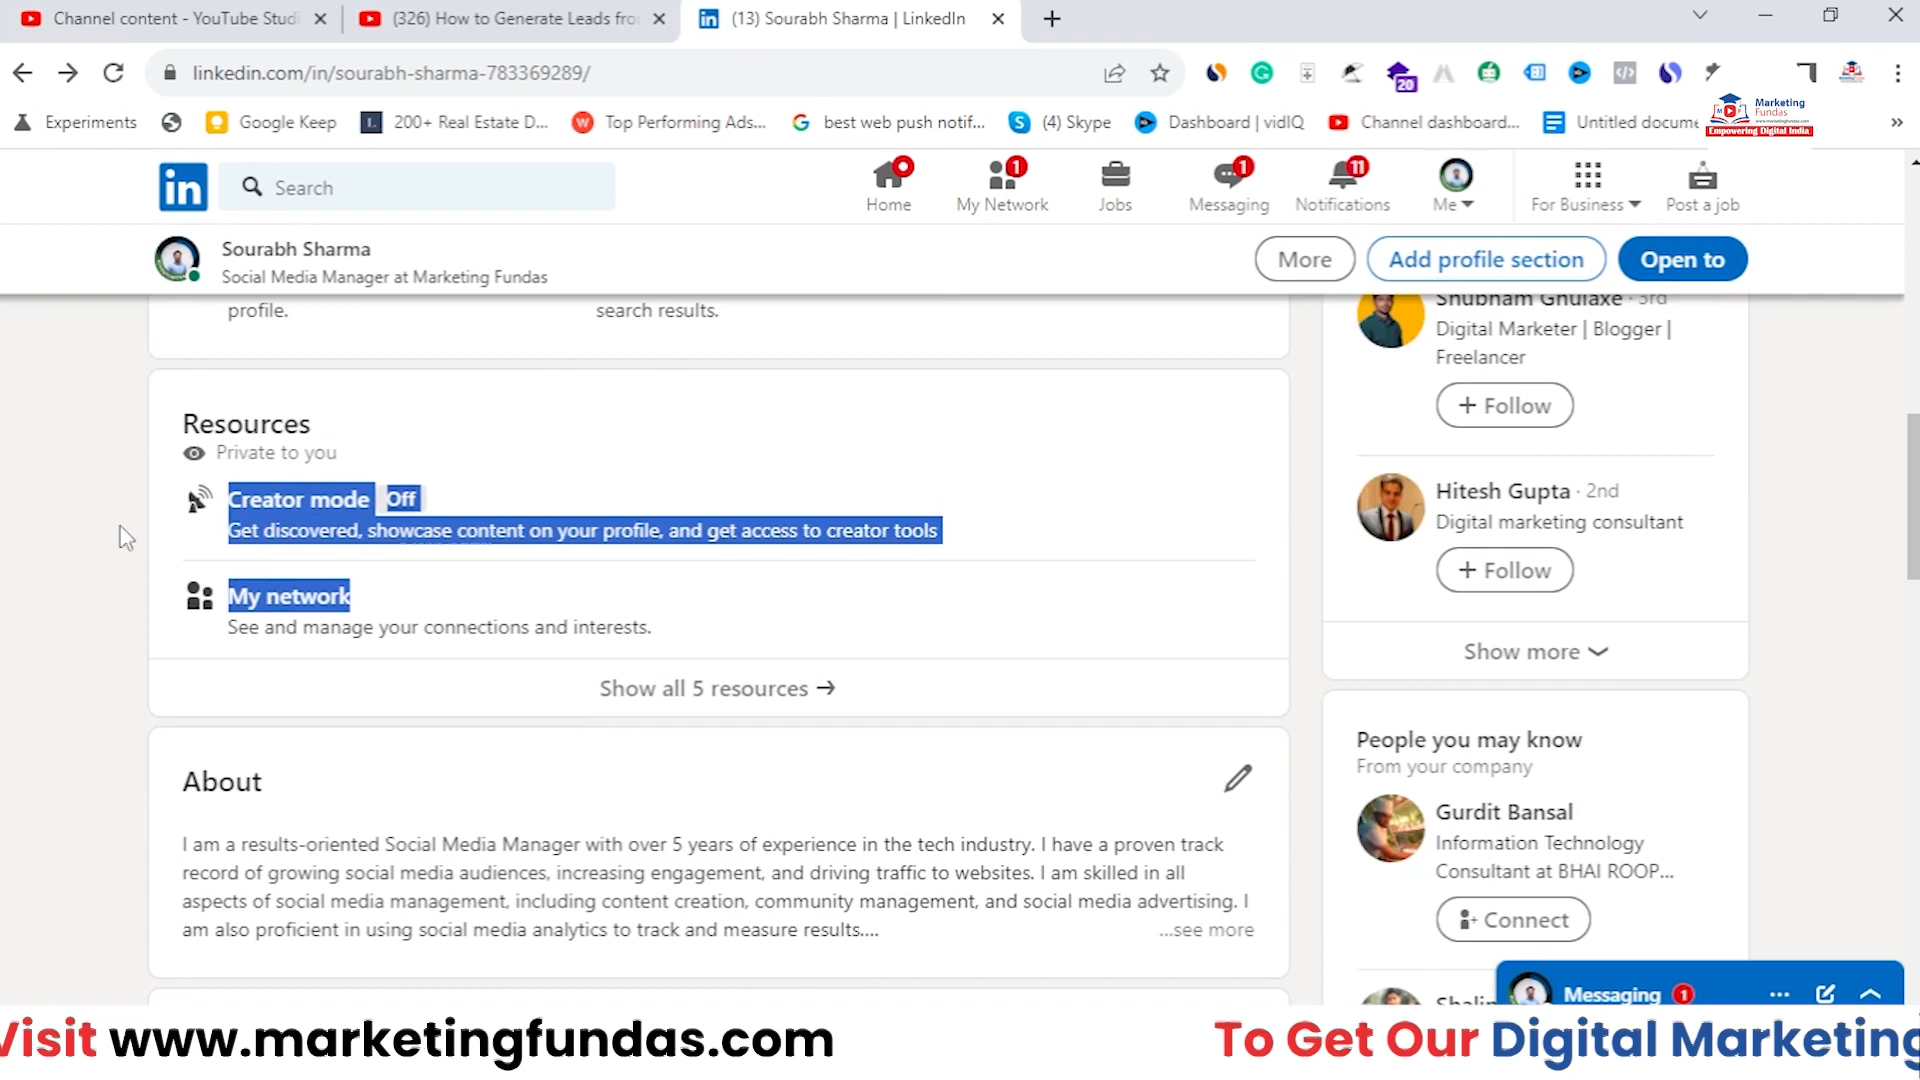 Channel content - YouTube Studi
(326) How to Generate Leads fro
(13) Sourabh Sharma | LinkedIn
linkedin.com/in/sourabh-sharma-783369289/
20
Experiments
Google Keep
200+ Real Estate D...
Top Performing Ads...
best web push notif...
(4) Skype
Dashboard | vidIQ
Channel dashboard...
Untitled docume
Marketing
Fundas
www.marketingfundas.com
Empowering Digital India
»
in
Search
Home
1
My Network
Jobs
1
Messaging
11
Notifications
Me
For Business
Post a job
Sourabh Sharma
Social Media Manager at Marketing Fundas
More
Add profile section
Open to
profile.
search results.
Resources
Private to you
Creator mode Off
Get discovered, showcase content on your profile, and get access to creator tools
My network
See and manage your connections and interests.
Show all 5 resources →
About
I am a results-oriented Social Media Manager with over 5 years of experience in the tech industry. I have a proven track
record of growing social media audiences, increasing engagement, and driving traffic to websites. I am skilled in all
aspects of social media management, including content creation, community management, and social media advertising. I
am also proficient in using social media analytics to track and measure results....
...see more
Shubham Ghulaxe · 3rd
Digital Marketer | Blogger |
Freelancer
+ Follow
Hitesh Gupta · 2nd
Digital marketing consultant
+ Follow
Show more
People you may know
From your company
Gurdit Bansal
Information Technology
Consultant at BHAI ROOP...
Connect
Shalin
Messaging 1
Visit www.marketingfundas.com
To Get Our Digital Marketing